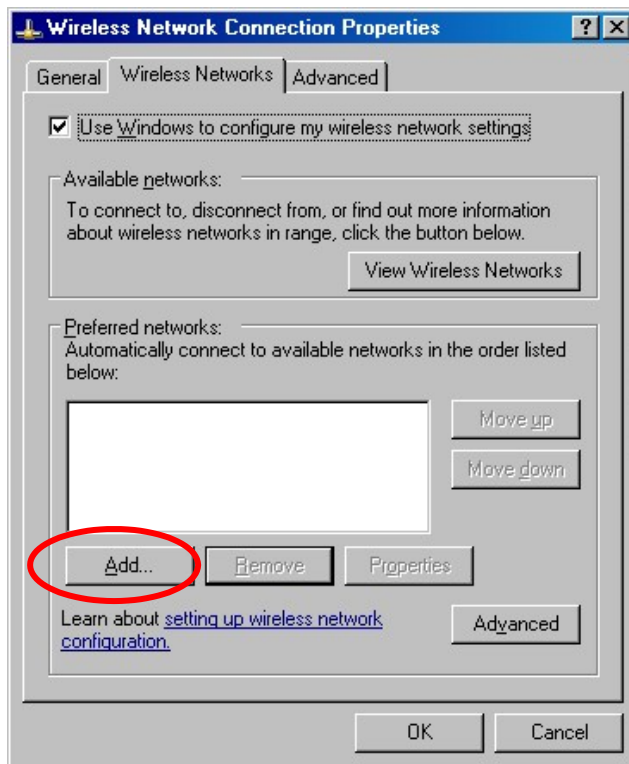 Wireless Network Connection Properties
General
Wireless Networks
Advanced
Use Windows to configure my wireless network settings
Available networks:
To connect to, disconnect from, or find out more information
about wireless networks in range, click the button below.
View Wireless Networks
Preferred networks:
Automatically connect to available networks in the order listed
below:
Move up
Move down
Add...
Remove
Properties
Learn about setting up wireless network
configuration.
Advanced
OK
Cancel